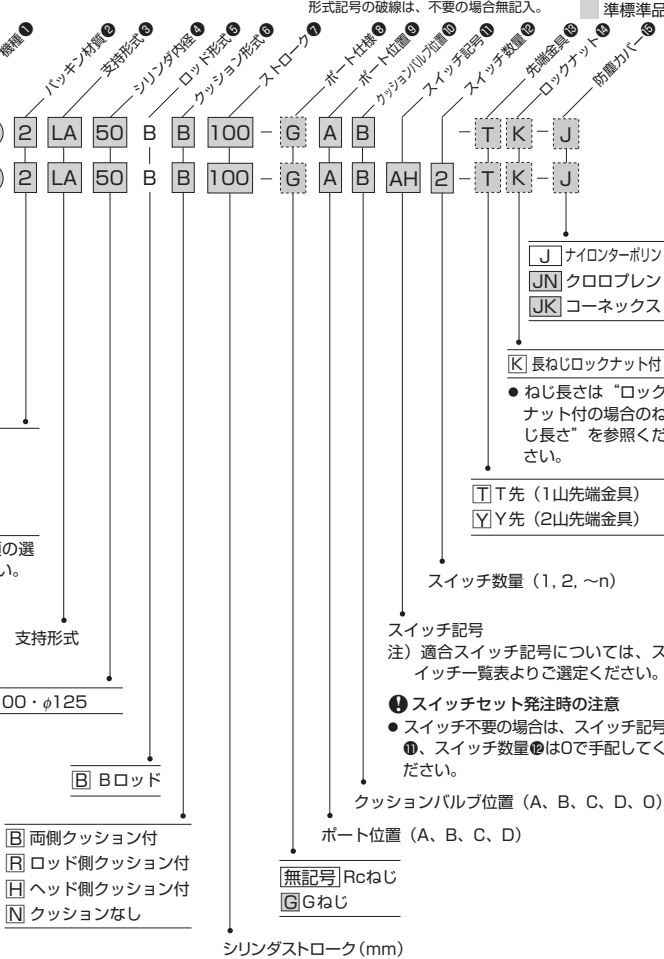 形式記号の破線は、不要の場合無記入。
準標準品
機種❶
パッキン材質❷
支持形式❸
シリンダ内径❹
ロッド形式❺
クッション形式❻
ストローク❼
ポート仕様❽
ポート位置❾
クッションバルブ位置❿
スイッチ記号⓫
スイッチ数量⓬
先端金具⓭
ロックナット⓮
防塵カバー⓯
2 LA 50 B B 100 - G A B - T K - J
2 LA 50 B B 100 - G A B AH 2 - T K - J
J ナイロンターポリン
JN クロロプレン
JK コーネックス
K 長ねじロックナット付
● ねじ長さは“ロック
ナット付の場合のね
じ長さ”を参照くだ
さい。
T T先（1山先端金具）
Y Y先（2山先端金具）
の選
い。
スイッチ数量（1, 2, ～n）
支持形式
スイッチ記号
注）適合スイッチ記号については、ス
イッチ一覧表よりご選定ください。
00・φ125
スイッチセット発注時の注意
● スイッチ不要の場合は、スイッチ記号
⓫、スイッチ数量⓬は0で手配してく
ださい。
B Bロッド
クッションバルブ位置（A、B、C、D、0）
B 両側クッション付
R ロッド側クッション付
H ヘッド側クッション付
N クッションなし
ポート位置（A、B、C、D）
無記号 Rcねじ
G Gねじ
シリンダストローク（mm）